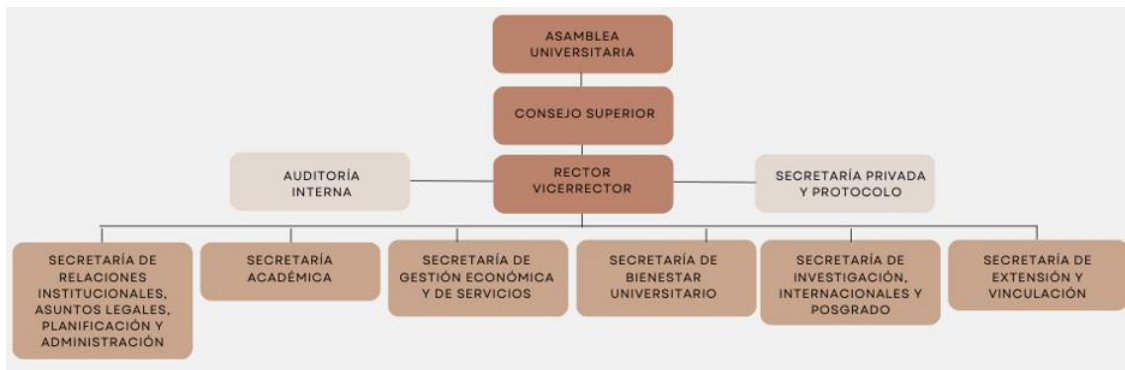 ASAMBLEA
UNIVERSITARIA
CONSEJO SUPERIOR
AUDITORÍA
INTERNA
RECTOR
VICERRECTOR
SECRETARÍA PRIVADA
Y PROTOCOLO
SECRETARÍA DE
RELACIONES
INSTITUCIONALES,
ASUNTOS LEGALES,
PLANIFICACIÓN Y
ADMINISTRACIÓN
SECRETARÍA
ACADÉMICA
SECRETARÍA DE
GESTIÓN ECONÓMICA
Y DE SERVICIOS
SECRETARÍA DE
BIENESTAR
UNIVERSITARIO
SECRETARÍA DE
INVESTIGACIÓN,
INTERNACIONALES Y
POSGRADO
SECRETARÍA DE
EXTENSIÓN Y
VINCULACIÓN